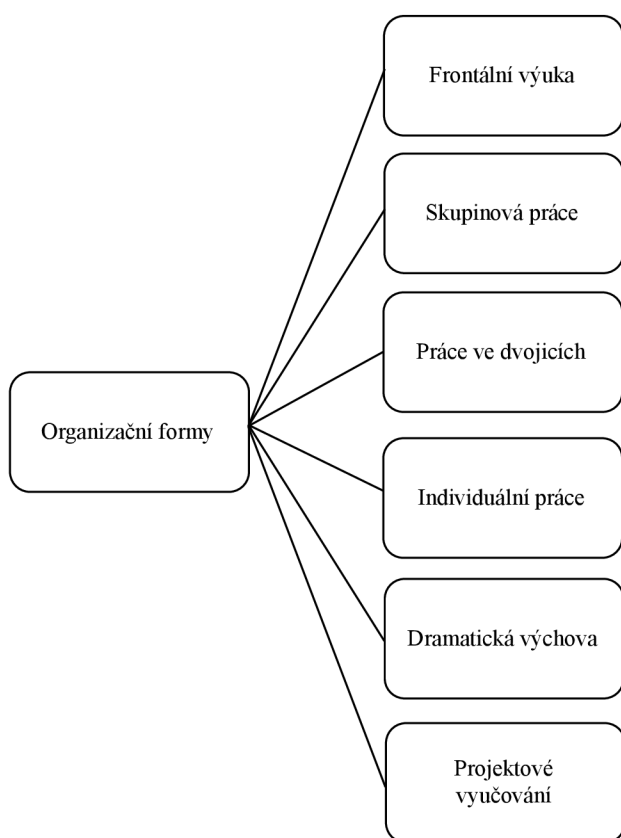 Frontální výuka
Skupinová práce
Práce ve dvojicích
Organizační formy
Individuální práce
Dramatická výchova
Projektové
vyučování